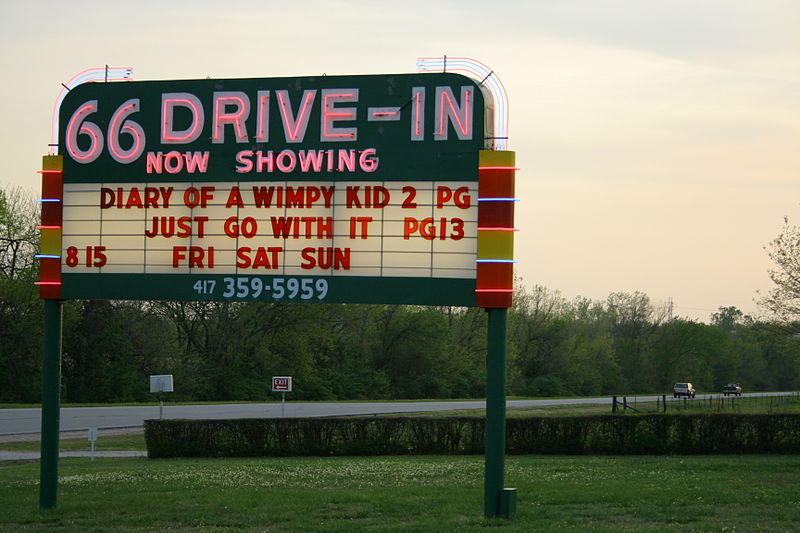 66 DRIVE-IN
NOW SHOWING
DIARY OF A WIMPY KID 2 PG
JUST GO WITH IT PG13
8 15 FRI SAT SUN
417 359-5959
EXIT